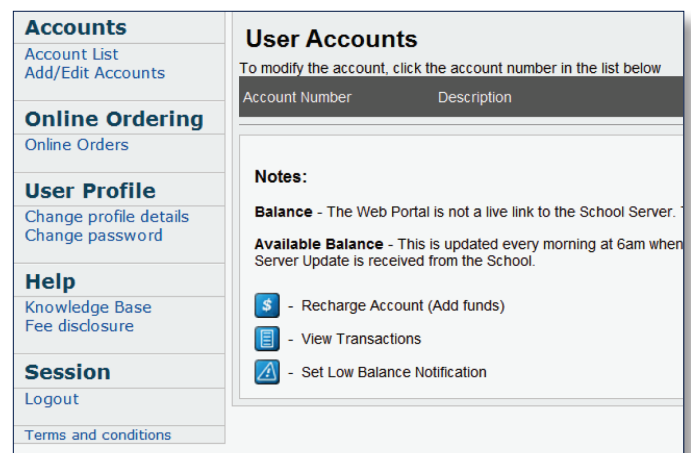 Accounts
Account List
Add/Edit Accounts
Online Ordering
Online Orders
User Profile
Change profile details
Change password
Help
Knowledge Base
Fee disclosure
Session
Logout
Terms and conditions
User Accounts
To modify the account, click the account number in the list below
Account Number Description
Notes:
Balance - The Web Portal is not a live link to the School Server.
Available Balance - This is updated every morning at 6am when
Server Update is received from the School.
$ - Recharge Account (Add funds)
- View Transactions
- Set Low Balance Notification